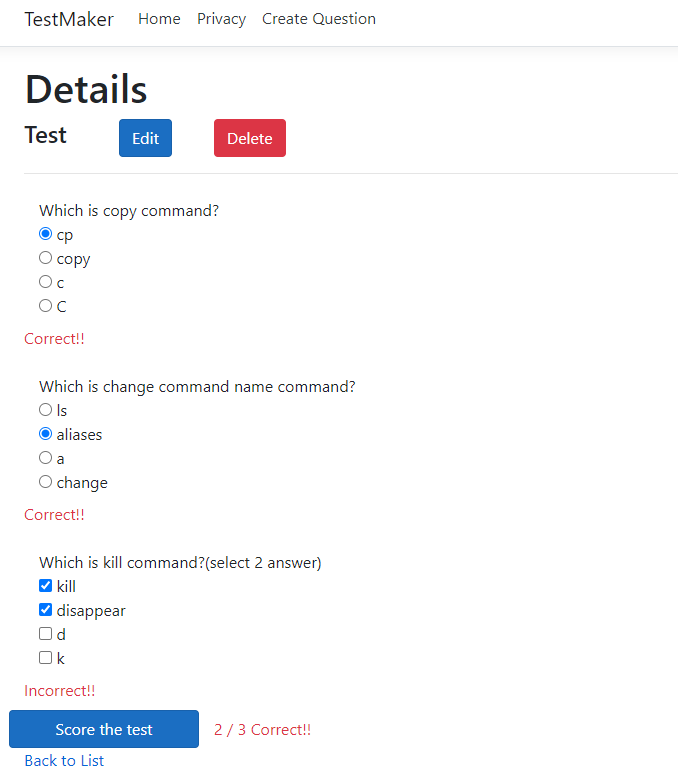 TestMaker Home Privacy Create Question
Details
Test Edit Delete
Which is copy command?
cp
copy
c
C
Correct!!
Which is change command name command?
ls
aliases
a
change
Correct!!
Which is kill command?(select 2 answer)
kill
disappear
d
k
Incorrect!!
Score the test 2 / 3 Correct!!
Back to List